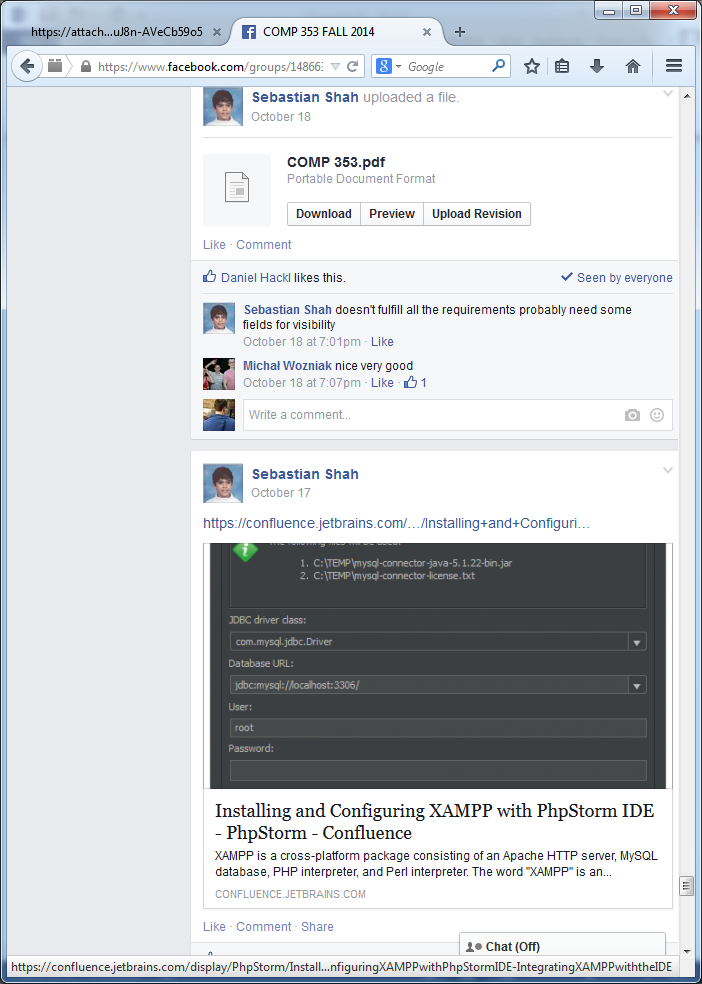 https://attach...uJ8n-AVeCb59o5
COMP 353 FALL 2014
https://www.facebook.com/groups/14866
Google
Sebastian Shah uploaded a file.
October 18
COMP 353.pdf
Portable Document Format
Download Preview Upload Revision
Like · Comment
Daniel Hackl likes this.
Seen by everyone
Sebastian Shah doesn't fulfill all the requirements probably need some
fields for visibility
October 18 at 7:01pm · Like
Michał Wozniak nice very good
October 18 at 7:07pm · Like · 1
Write a comment...
Sebastian Shah
October 17
https://confluence.jetbrains.com/…/Installing+and+Configuri…
The following files will be used:
1. C:\TEMP\mysql-connector-java-5.1.22-bin.jar
2. C:\TEMP\mysql-connector-license.txt
JDBC driver class:
com.mysql.jdbc.Driver
Database URL:
jdbc:mysql://localhost:3306/
User:
root
Password:
Installing and Configuring XAMPP with PhpStorm IDE
- PhpStorm - Confluence
XAMPP is a cross-platform package consisting of an Apache HTTP server, MySQL
database, PHP interpreter, and Perl interpreter. The word "XAMPP" is an...
CONFLUENCE.JETBRAINS.COM
Like · Comment · Share
Chat (Off)
https://confluence.jetbrains.com/display/PhpStorm/Install...nfiguringXAMPPwithPhpStormIDE-IntegratingXAMPPwiththeIDE